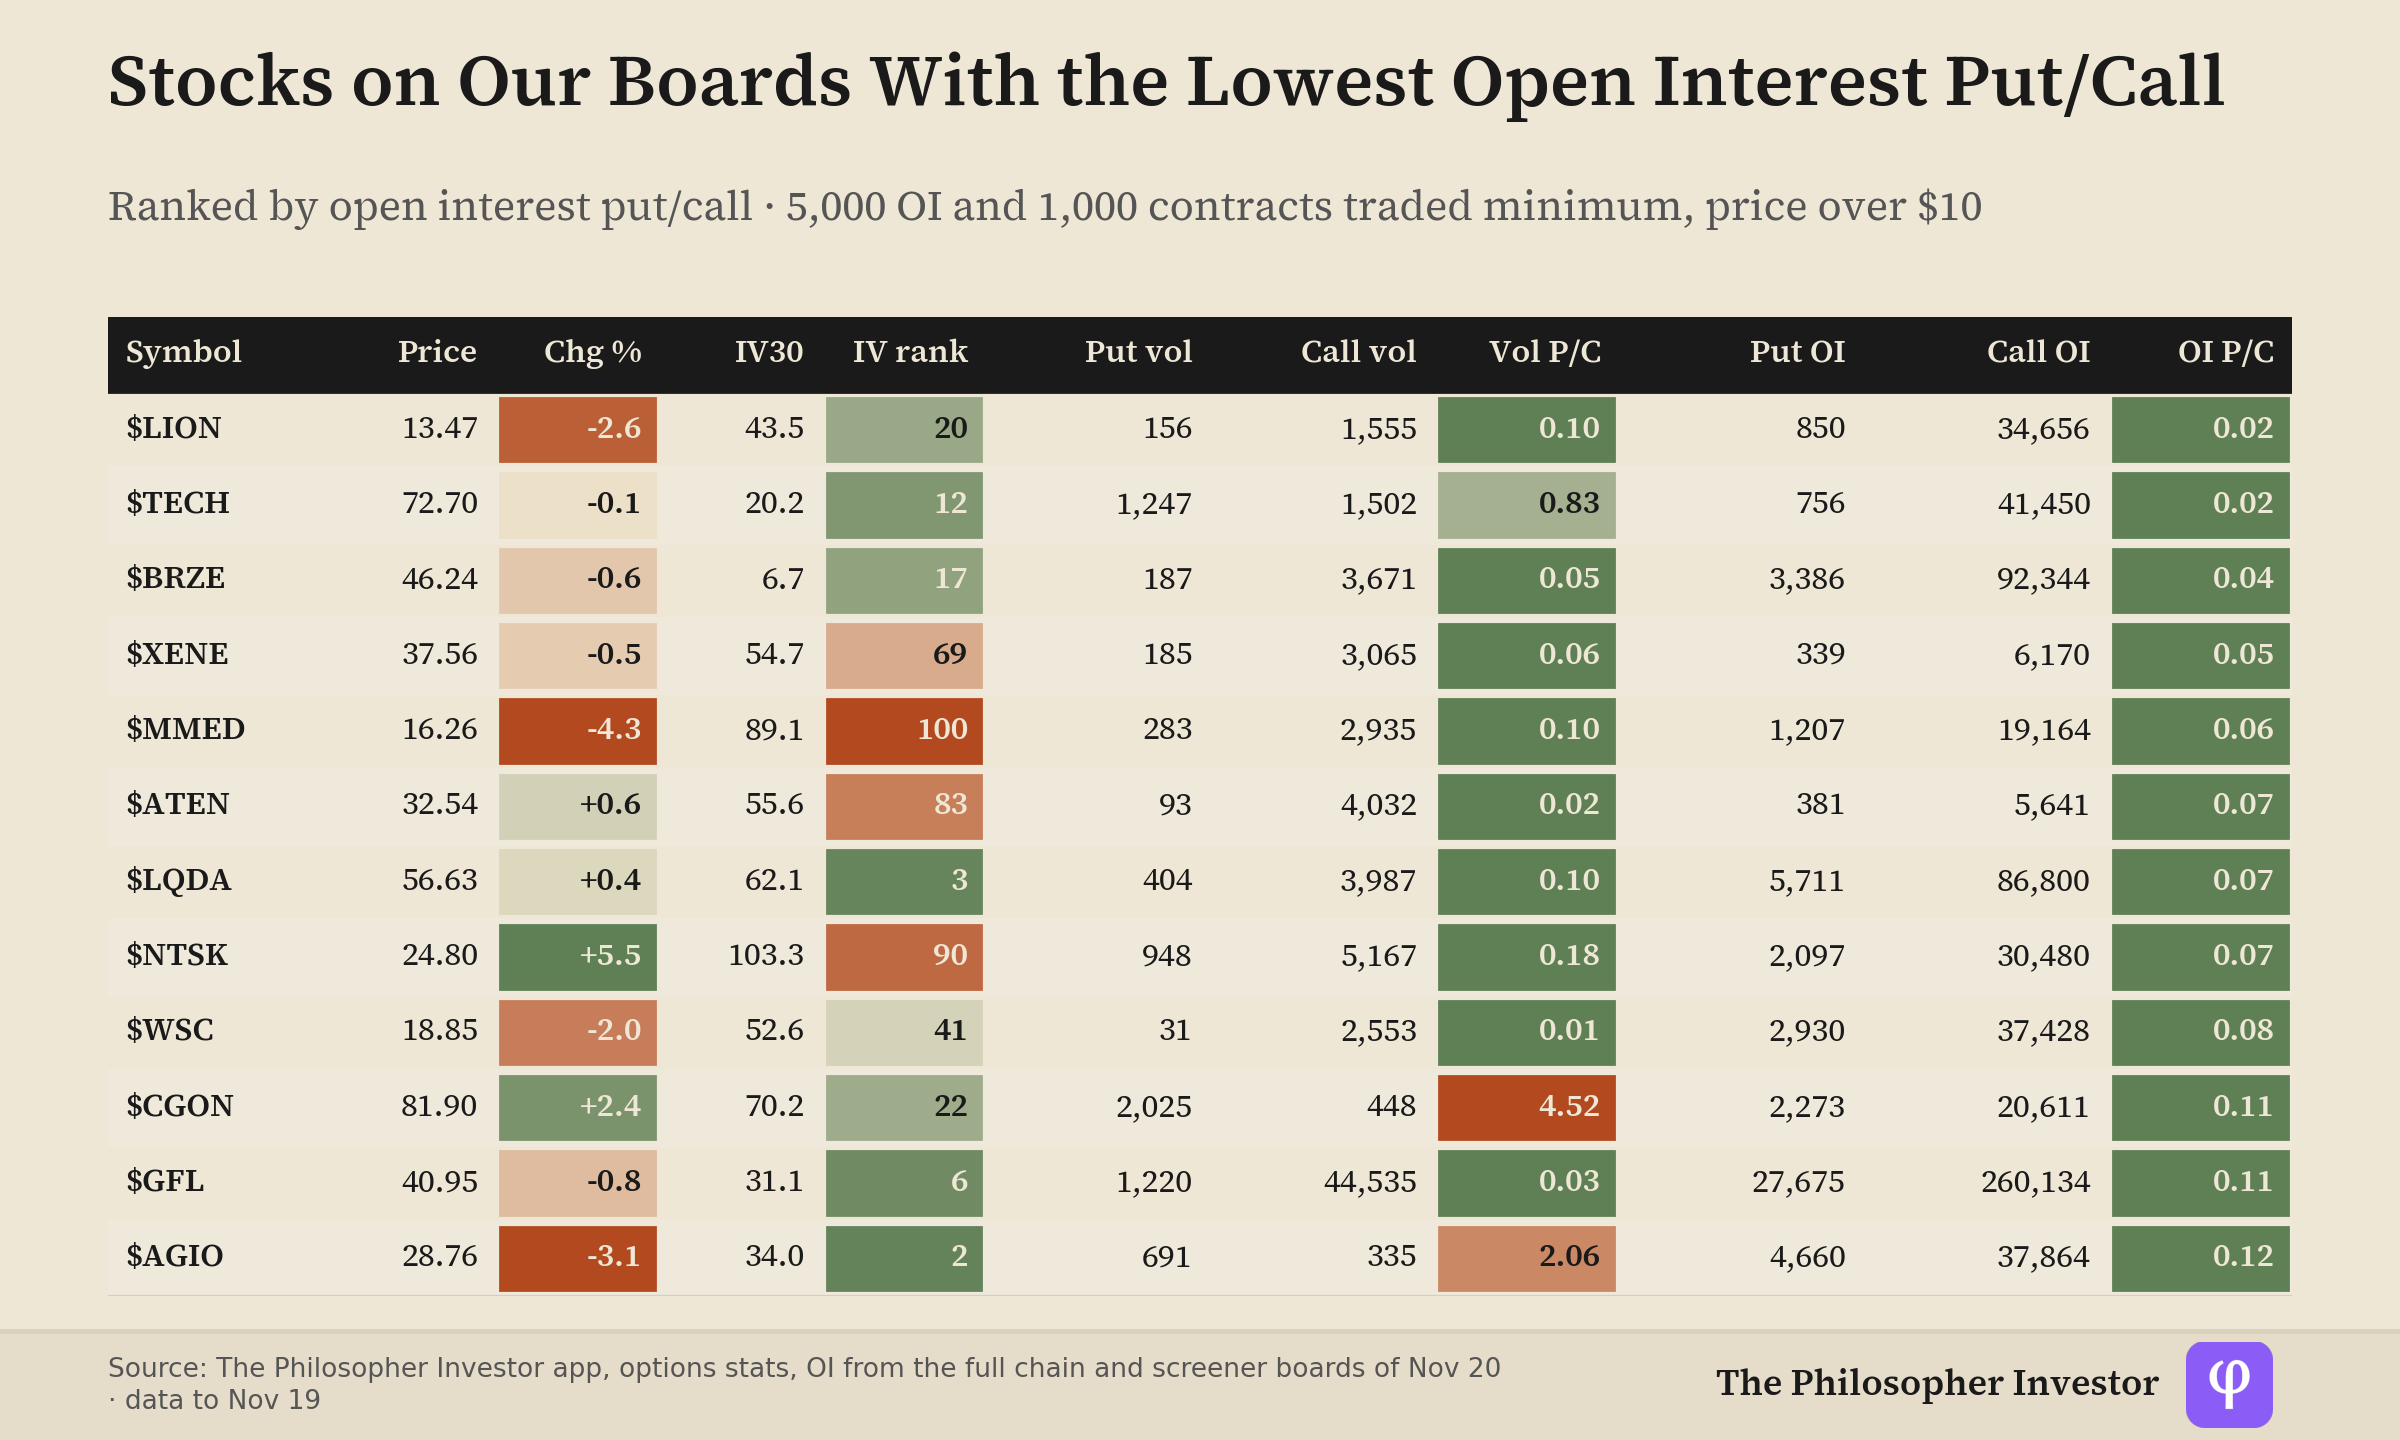 Stocks on Our Boards With the Lowest Open Interest Put/Call
Ranked by open interest put/call · 5,000 OI and 1,000 contracts traded minimum, price over $10
Symbol Price Chg % IV30 IV rank Put vol Call vol Vol P/C Put OI Call OI OI P/C
$LION 13.47 -2.6 43.5 20 156 1,555 0.10 850 34,656 0.02
$TECH 72.70 -0.1 20.2 12 1,247 1,502 0.83 756 41,450 0.02
$BRZE 46.24 -0.6 6.7 17 187 3,671 0.05 3,386 92,344 0.04
$XENE 37.56 -0.5 54.7 69 185 3,065 0.06 339 6,170 0.05
$MMED 16.26 -4.3 89.1 100 283 2,935 0.10 1,207 19,164 0.06
$ATEN 32.54 +0.6 55.6 83 93 4,032 0.02 381 5,641 0.07
$LQDA 56.63 +0.4 62.1 3 404 3,987 0.10 5,711 86,800 0.07
$NTSK 24.80 +5.5 103.3 90 948 5,167 0.18 2,097 30,480 0.07
$WSC 18.85 -2.0 52.6 41 31 2,553 0.01 2,930 37,428 0.08
$CGON 81.90 +2.4 70.2 22 2,025 448 4.52 2,273 20,611 0.11
$GFL 40.95 -0.8 31.1 6 1,220 44,535 0.03 27,675 260,134 0.11
$AGIO 28.76 -3.1 34.0 2 691 335 2.06 4,660 37,864 0.12
Source: The Philosopher Investor app, options stats, OI from the full chain and screener boards of Nov 20
· data to Nov 19
The Philosopher Investor φ